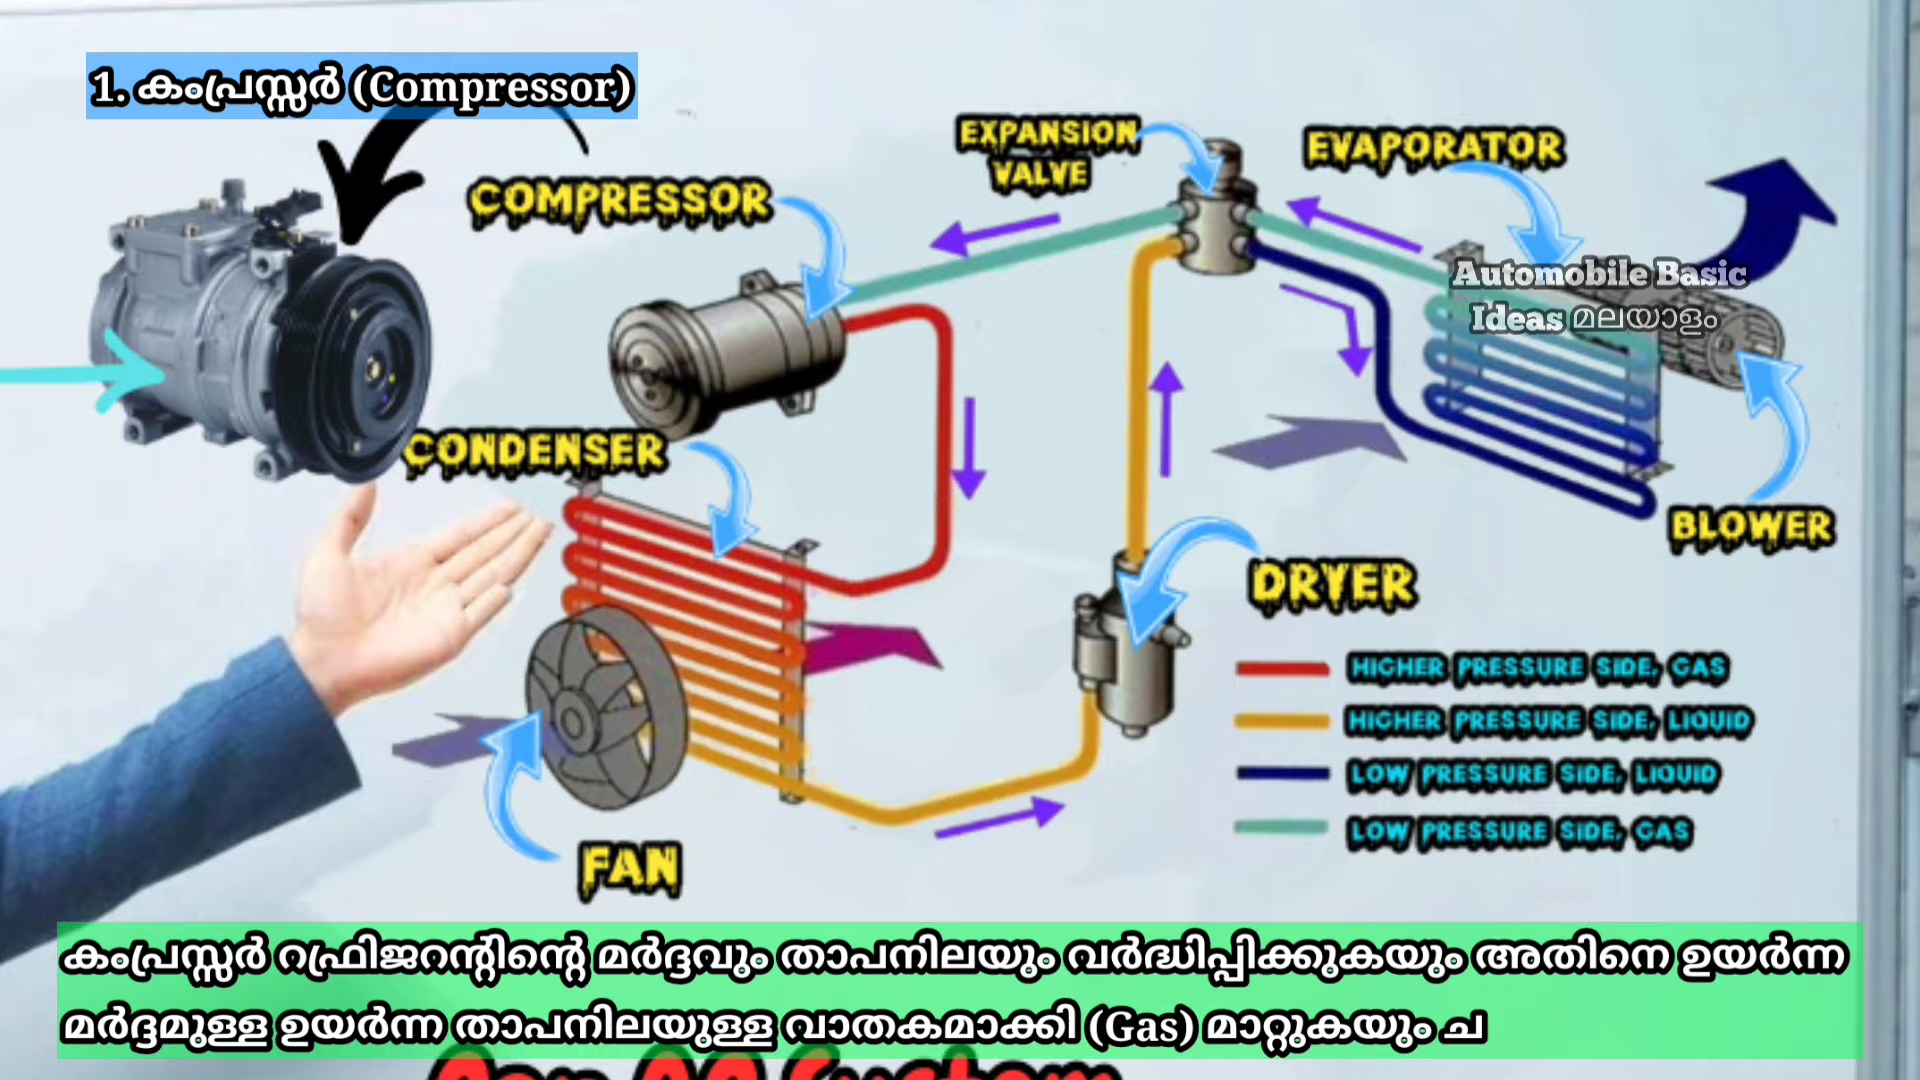 1. കംപ്രസ്സർ (Compressor)
EXPANSION
VALVE
EVAPORATOR
COMPRESSOR
Automobile Basic
Ideas മലയാളം
CONDENSER
BLOWER
DRYER
HIGHER PRESSURE SIDE, GAS
HIGHER PRESSURE SIDE, LIQUID
LOW PRESSURE SIDE, LIQUID
LOW PRESSURE SIDE, GAS
FAN
കംപ്രസ്സർ റഫ്രിജറന്റിന്റെ മർദ്ദവും താപനിലയും വർദ്ധിപ്പിക്കുകയും അതിനെ ഉയർന്ന
മർദ്ദമുള്ള ഉയർന്ന താപനിലയുള്ള വാതകമാക്കി (Gas) മാറ്റുകയും ച